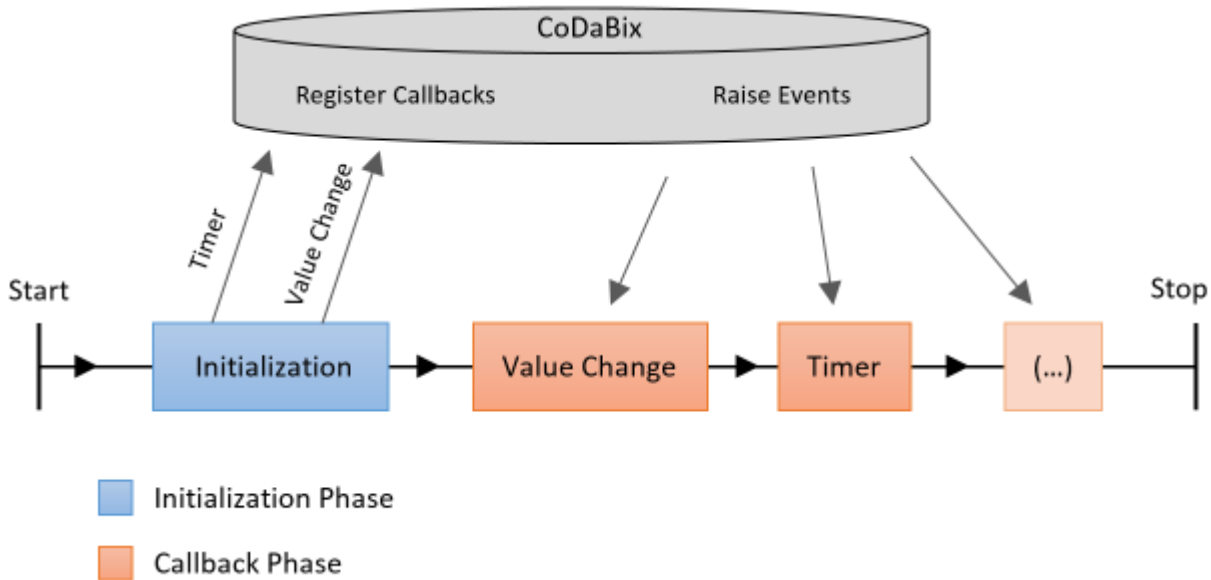 CoDaBix
Register Callbacks
Raise Events
Timer
Value Change
Start
Stop
Initialization
Value Change
Timer
(...)
Initialization Phase
Callback Phase